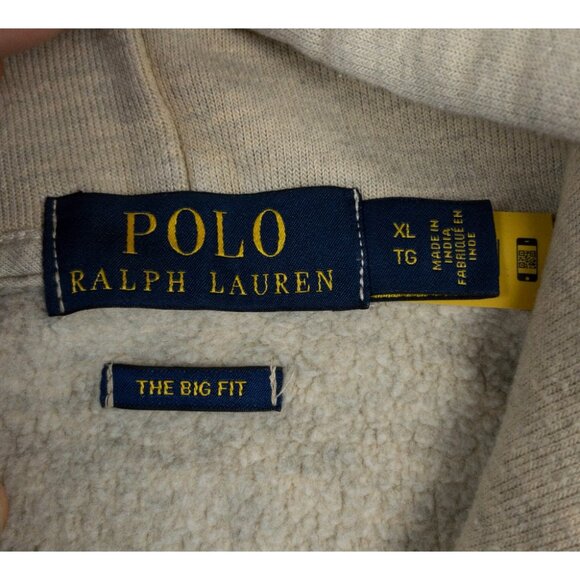 POLO
RALPH LAUREN
XL
TG
MADE IN
INDIA
FABRIQUÉ EN
INDE
THE BIG FIT